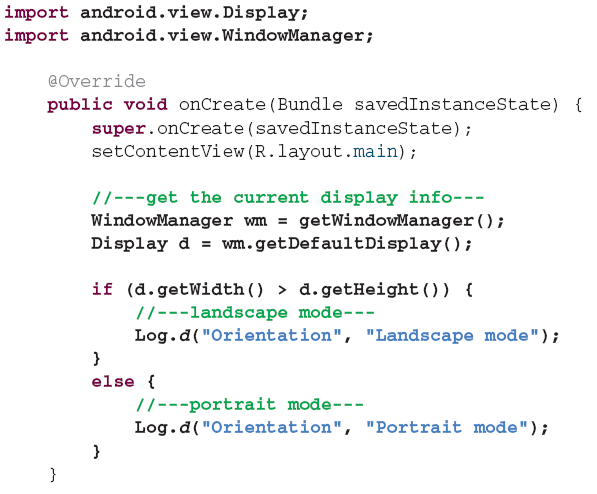 import android.view.Display;
import android.view.WindowManager;
@Override
public void onCreate(Bundle savedInstanceState) {
super.onCreate(savedInstanceState);
setContentView(R.layout.main);
//---get the current display info---
WindowManager wm = getWindowManager();
Display d = wm.getDefaultDisplay();
if (d.getWidth() > d.getHeight()) {
//---landscape mode---
Log.d("Orientation", "Landscape mode");
}
else {
//---portrait mode---
Log.d("Orientation", "Portrait mode");
}
}